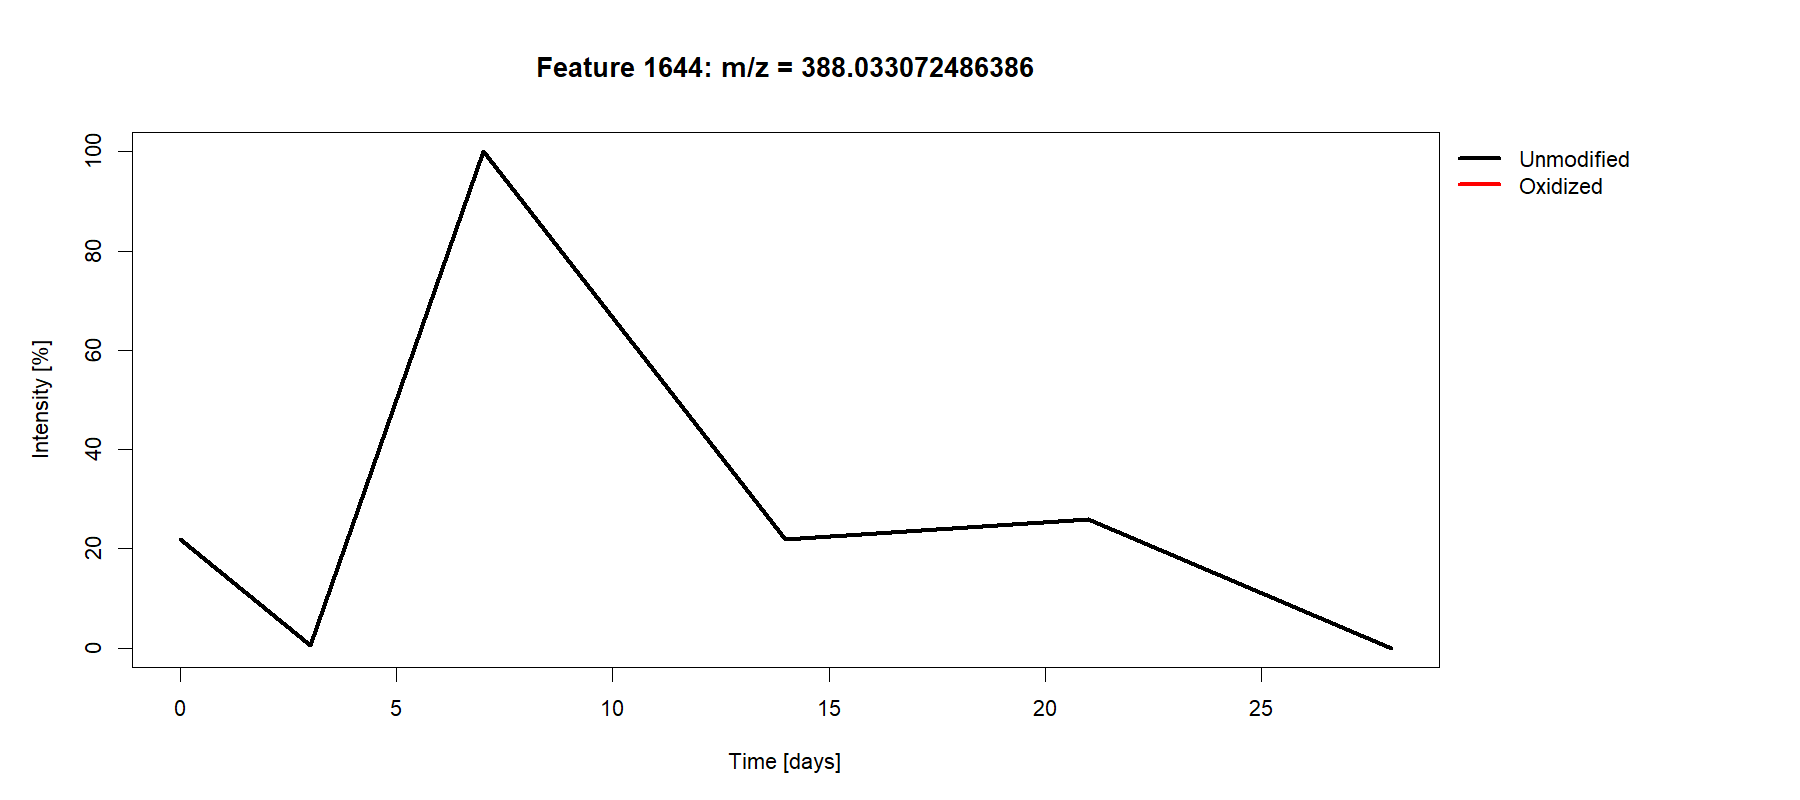 Feature 1644: m/z = 388.033072486386
Unmodified
Oxidized
Intensity [%]
100
80
60
40
20
0
0 5 10 15 20 25
Time [days]